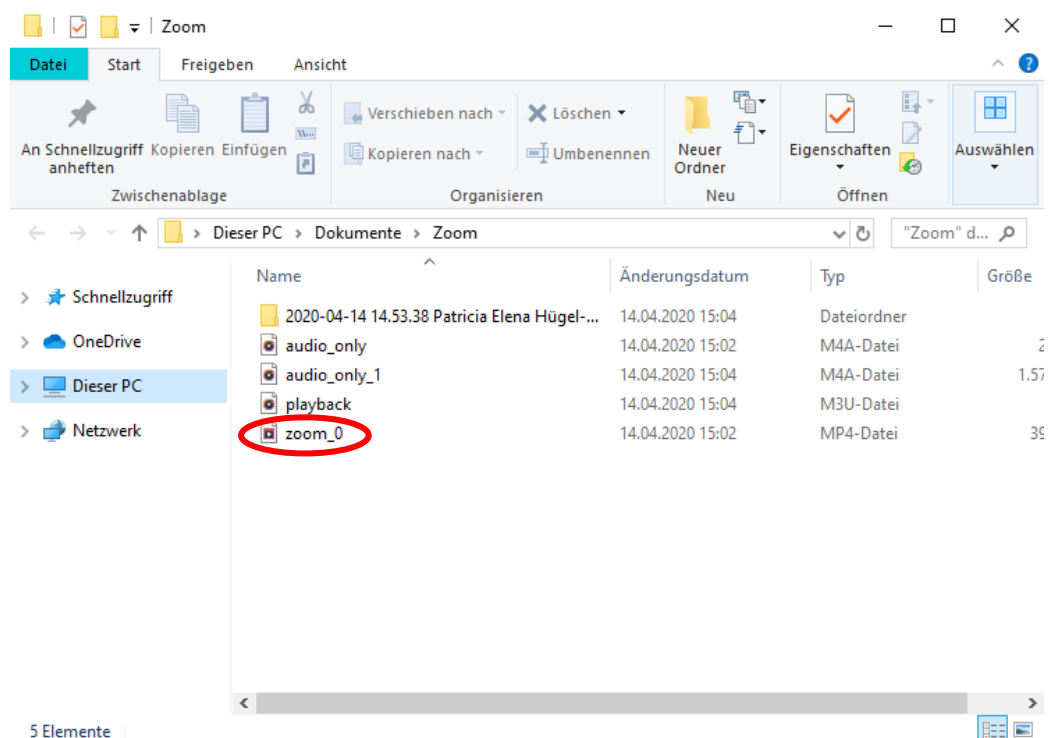 Zoom
Datei Start Freigeben Ansicht
An Schnellzugriff anheften
Kopieren
Einfügen
Verschieben nach
Kopieren nach
Löschen
Umbenennen
Neuer Ordner
Eigenschaften
Auswählen
Zwischenablage
Organisieren
Neu
Öffnen
Dieser PC > Dokumente > Zoom
"Zoom" d...
Schnellzugriff
OneDrive
Dieser PC
Netzwerk
Name Änderungsdatum Typ Größe
2020-04-14 14.53.38 Patricia Elena Hügel-... 14.04.2020 15:04 Dateiordner
audio_only 14.04.2020 15:02 M4A-Datei 2
audio_only_1 14.04.2020 15:04 M4A-Datei 1.57
playback 14.04.2020 15:04 M3U-Datei
zoom_0 14.04.2020 15:02 MP4-Datei 39
5 Elemente